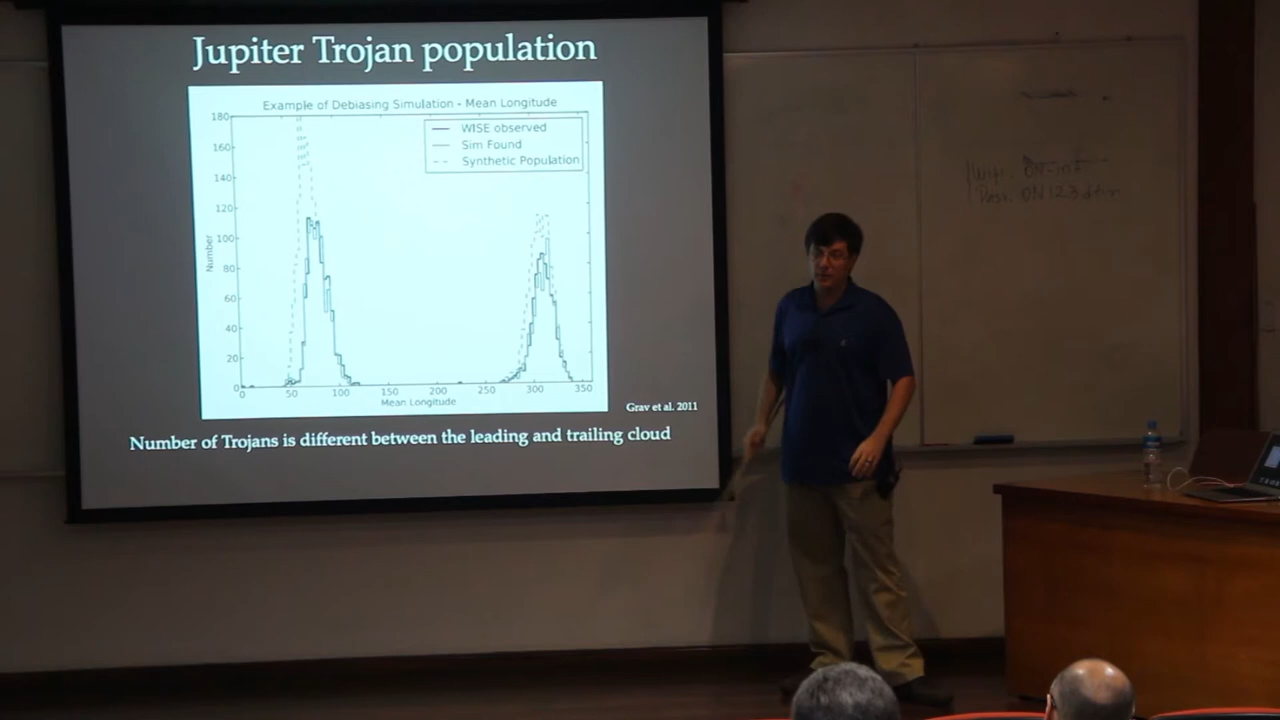 Jupiter Trojan population
Example of Debiasing Simulation - Mean Longitude
WISE observed
Sim Found
Synthetic Population
180
160
140
120
100
80
60
40
20
0
Number
0 50 100 150 200 250 300 350
Mean Longitude
Grav et al. 2011
Number of Trojans is different between the leading and trailing cloud